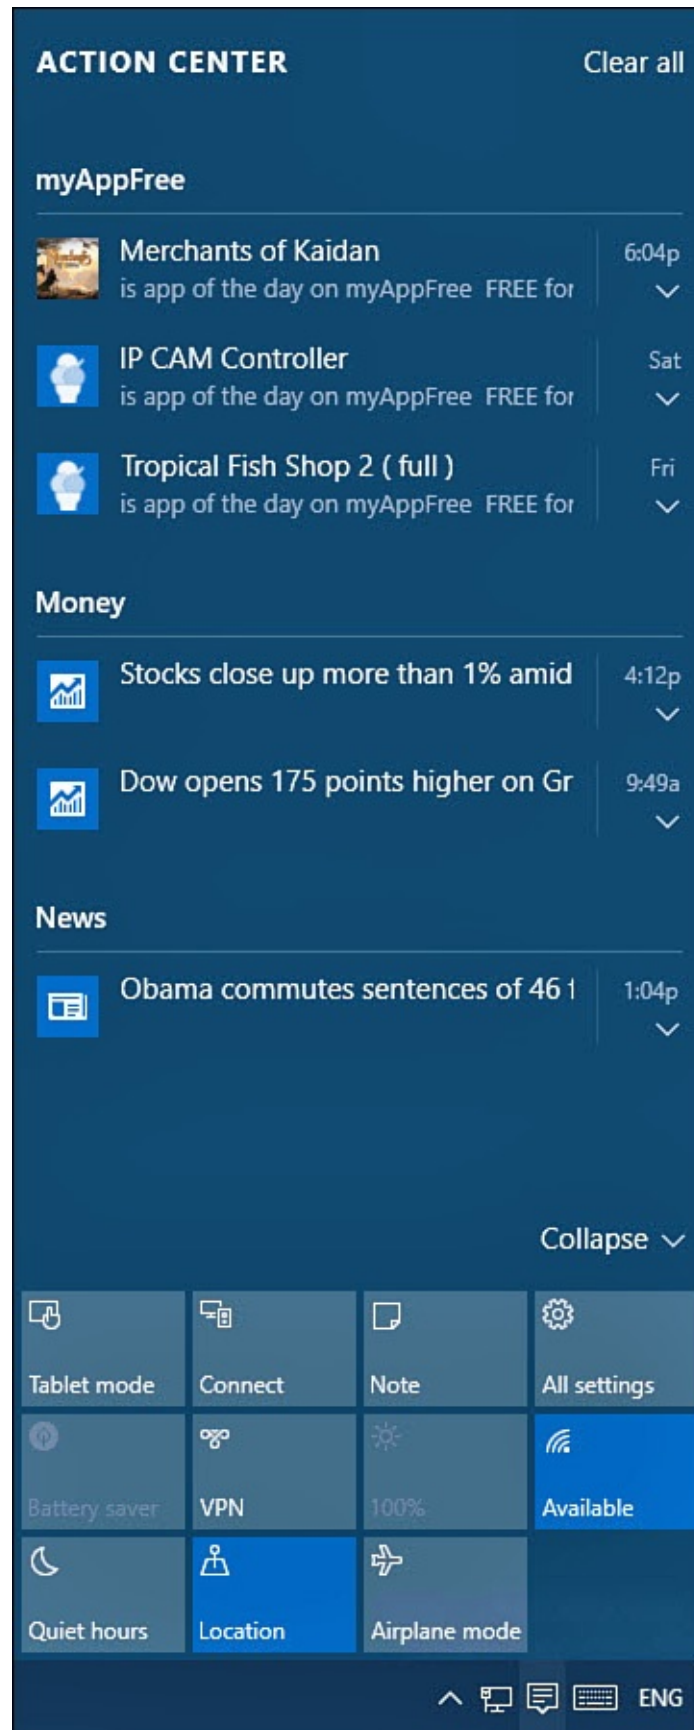 ACTION CENTER Clear all
myAppFree
Merchants of Kaidan 6:04p
is app of the day on myAppFree FREE for
IP CAM Controller Sat
is app of the day on myAppFree FREE for
Tropical Fish Shop 2 ( full ) Fri
is app of the day on myAppFree FREE for
Money
Stocks close up more than 1% amid 4:12p
Dow opens 175 points higher on Gr 9:49a
News
Obama commutes sentences of 46 1:04p
Collapse
Tablet mode Connect Note All settings
Battery saver VPN 100% Available
Quiet hours Location Airplane mode
ENG